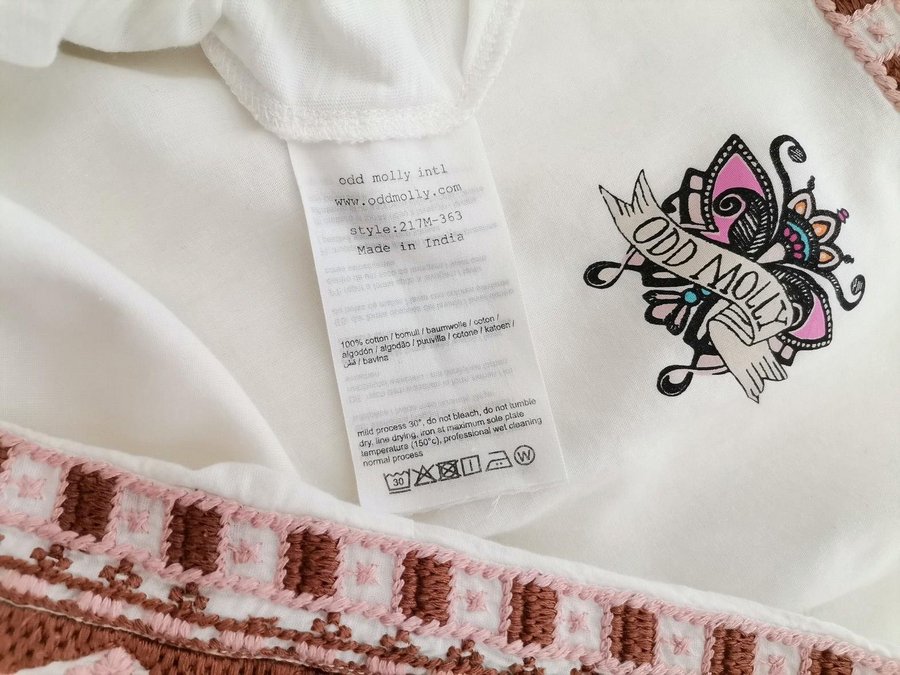 odd molly intl
www.oddmolly.com
style:217M-363
Made in India
100% cotton / bomull / baumwolle / coton /
algodón / algodão / puuvilla / cotone / katoen /
قطن / bavlna
mild process 30°, do not bleach, do not tumble
dry, line drying, iron at maximum sole plate
temperature (150°c), professional wet cleaning
normal process
30
W
ODD MOLLY